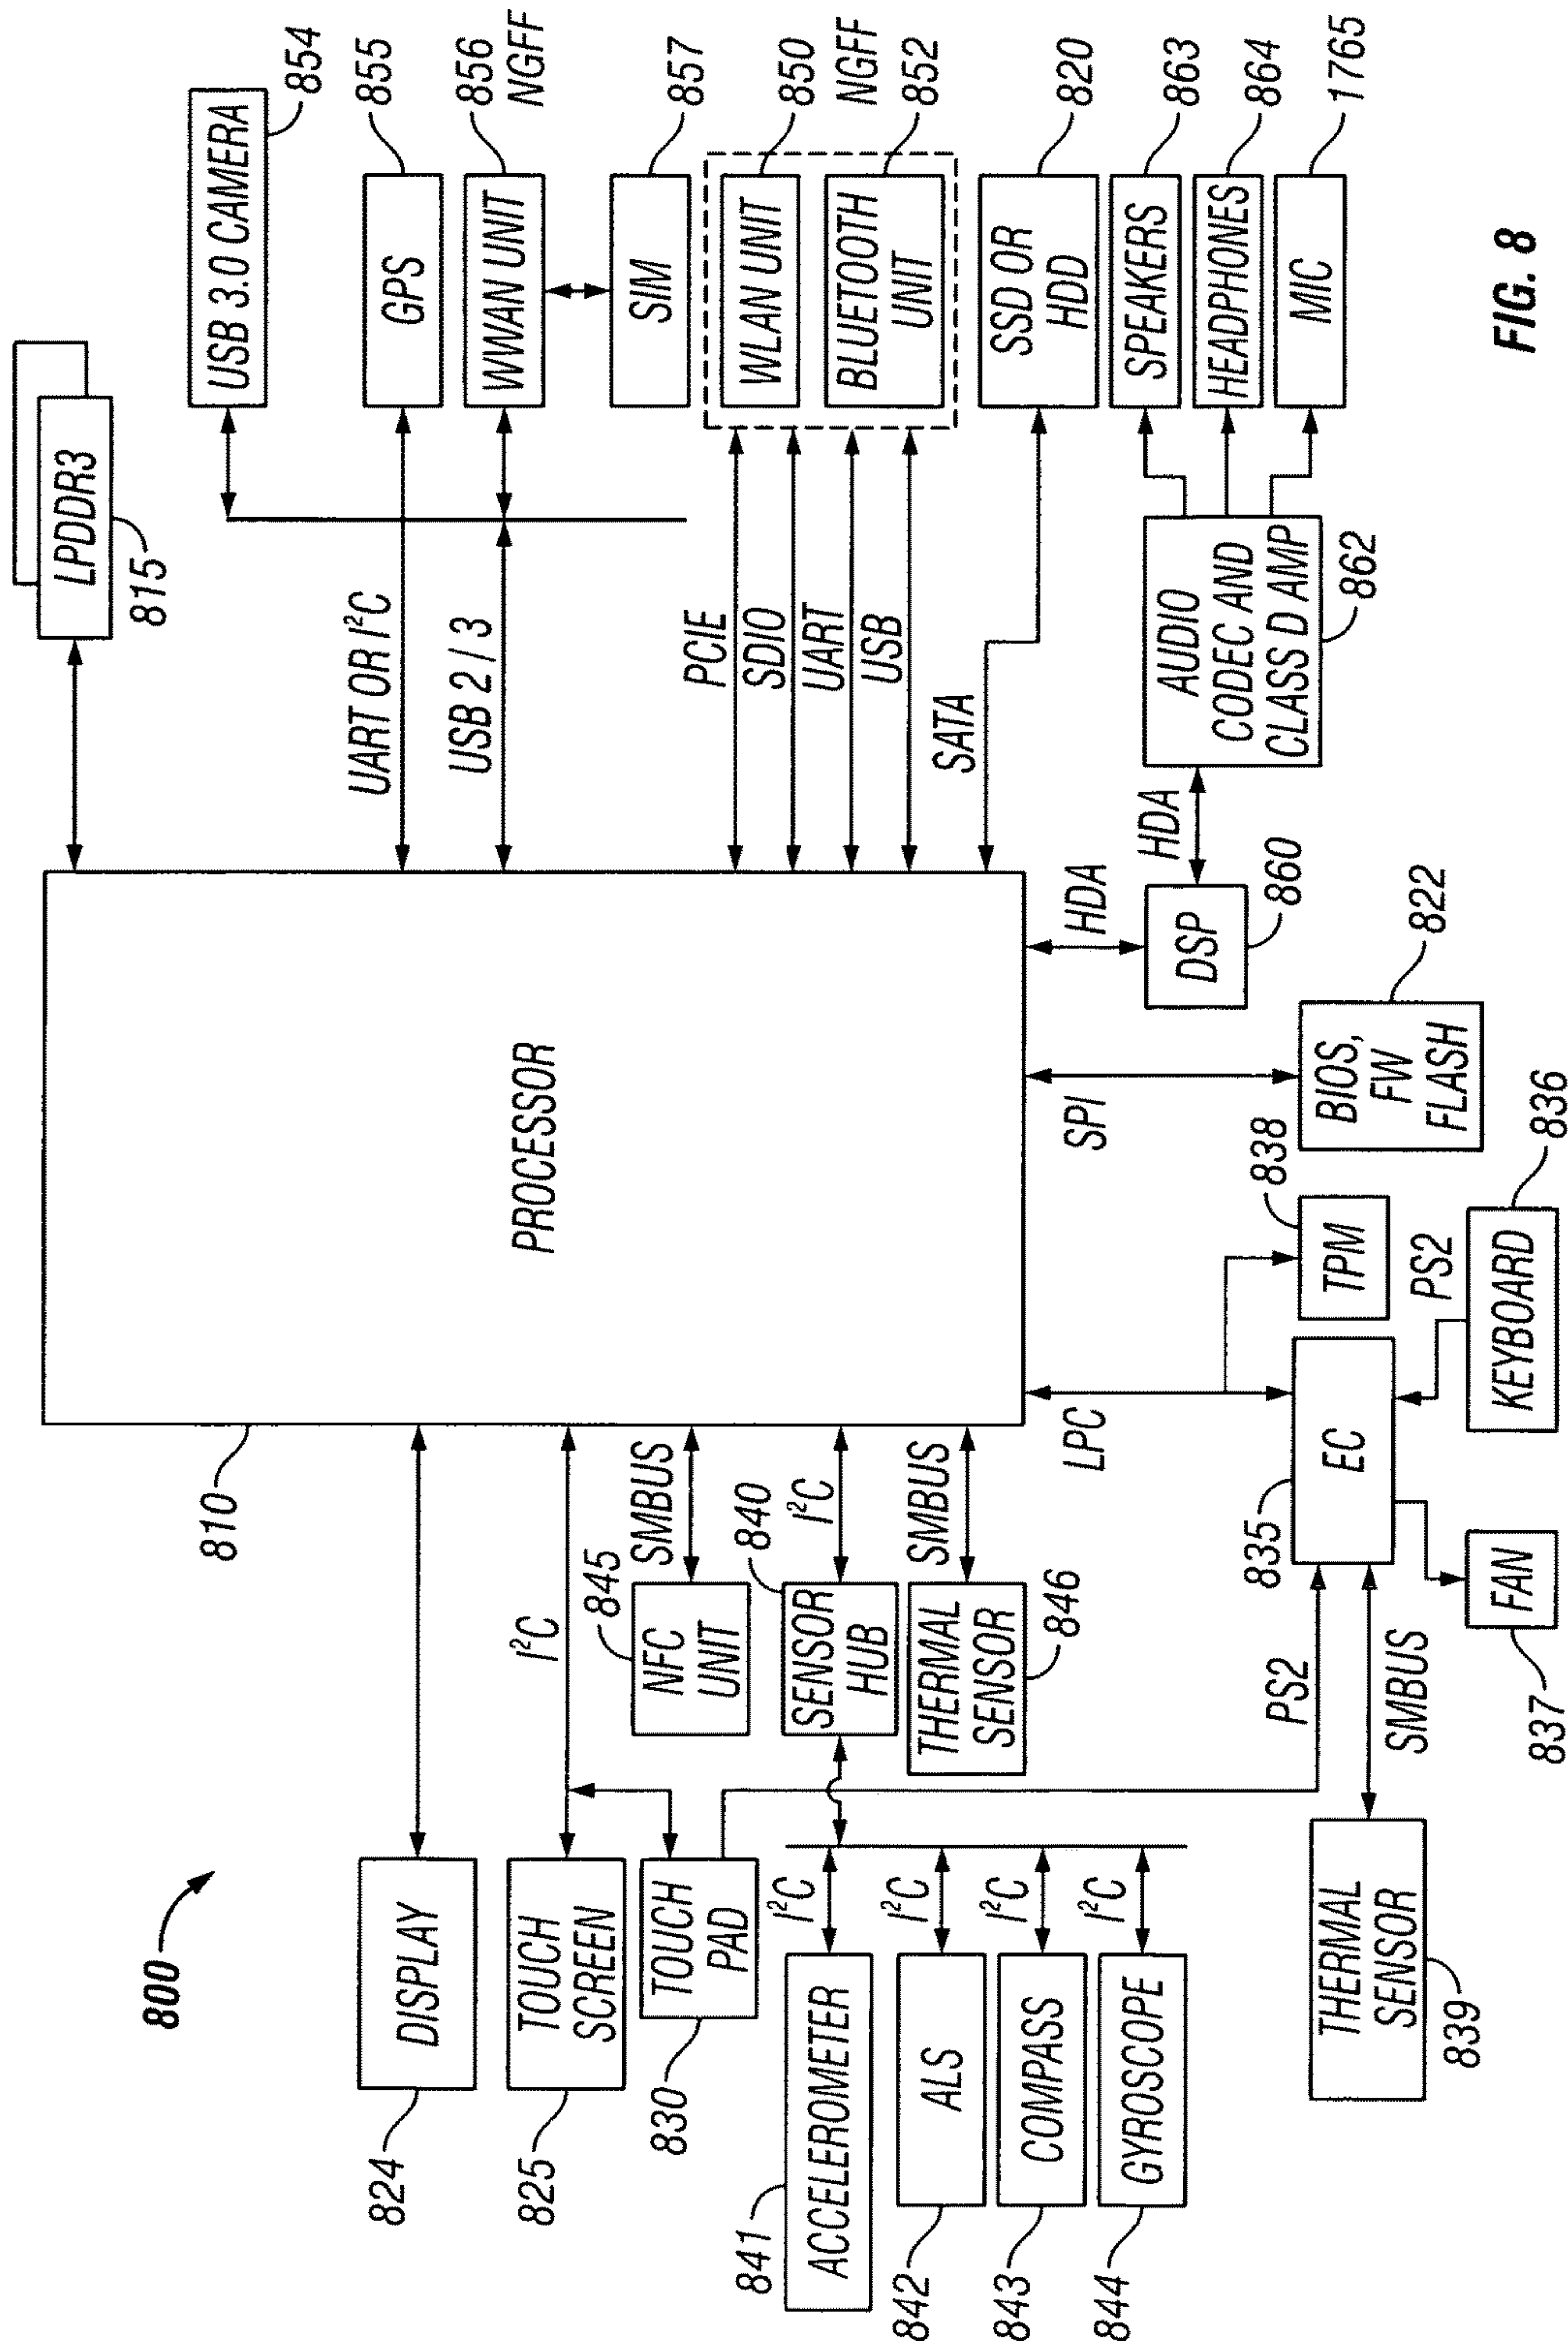 800
LPDDR3
815
USB 3.0 CAMERA
854
DISPLAY
824
810
PROCESSOR
UART OR I²C
GPS
855
TOUCH
SCREEN
825
I²C
USB 2 / 3
WWAN UNIT
856
NGFF
SIM
857
TOUCH
PAD
830
845
NFC
UNIT
SMBUS
PCIE
SDIO
UART
USB
WLAN UNIT
850
NGFF
BLUETOOTH
UNIT
852
840
SENSOR
HUB
I²C
ACCELEROMETER
841
I²C
ALS
842
I²C
COMPASS
843
I²C
GYROSCOPE
844
I²C
THERMAL
SENSOR
846
SMBUS
SATA
SSD OR
HDD
820
LPC
SPI
HDA
DSP
860
HDA
AUDIO
CODEC AND
CLASS D AMP
862
SPEAKERS
863
HEADPHONES
864
MIC
1765
THERMAL
SENSOR
839
PS2
SMBUS
835
EC
838
TPM
BIOS,
FW
FLASH
822
FAN
837
PS2
KEYBOARD
836
FIG. 8